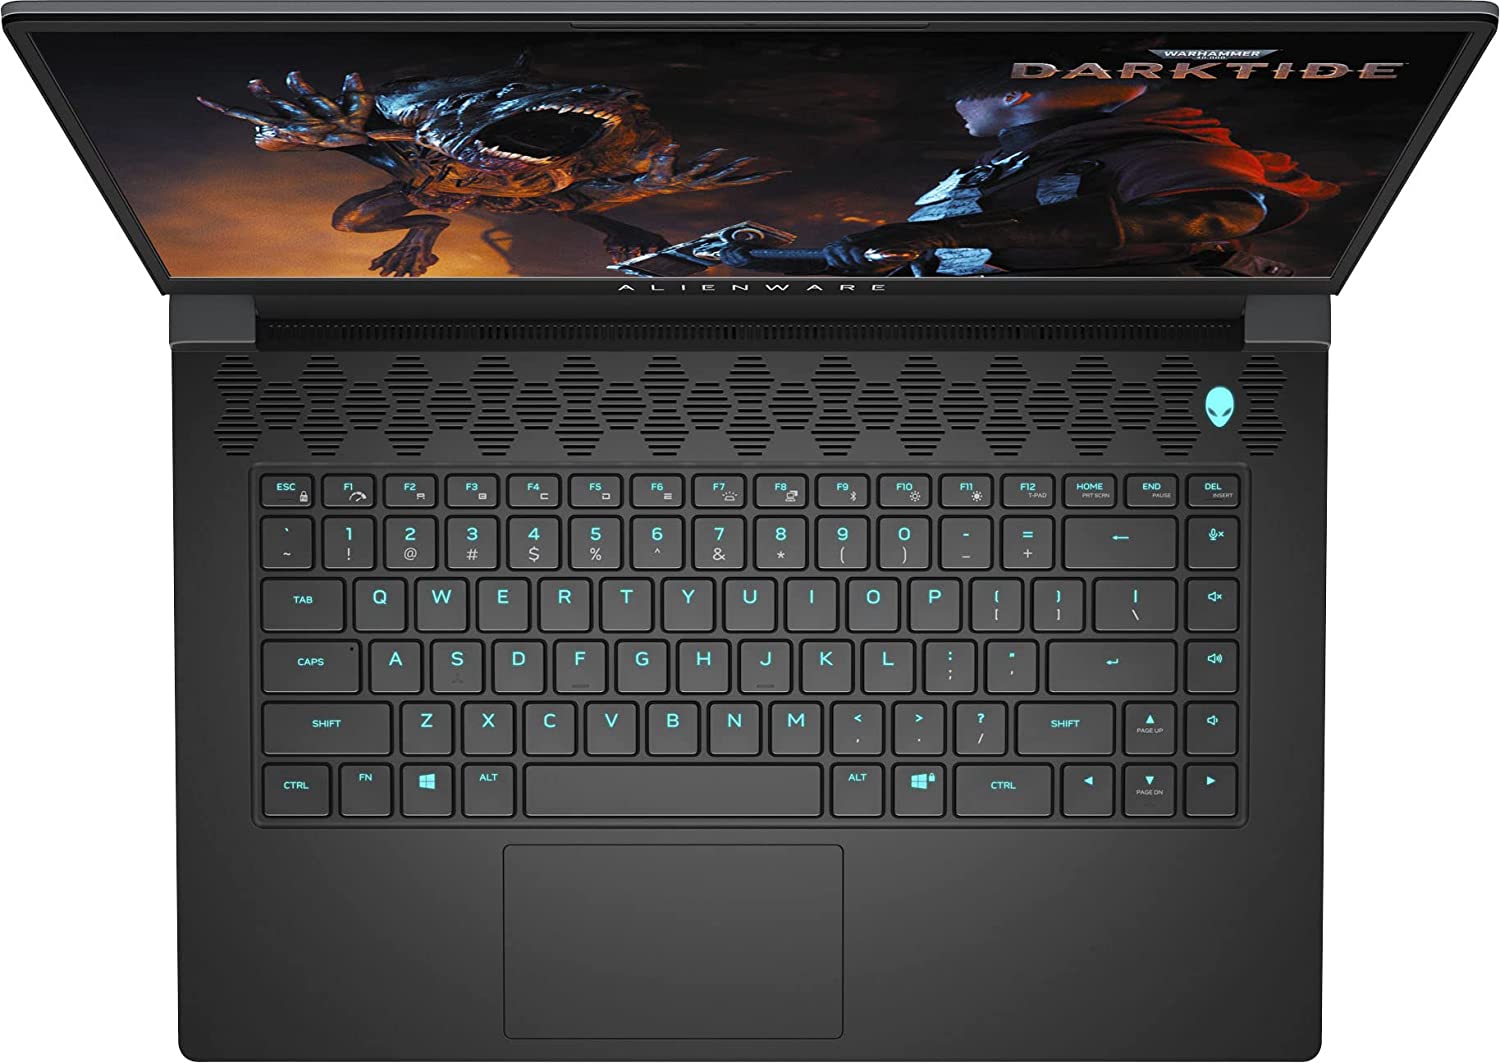 WARHAMMER
40,000
DARKTIDE
ALIENWARE
ESC F1 F2 F3 F4 F5 F6 F7 F8 F9 F10 F11 F12 HOME END DEL
T-PAD PRT SCRN PAUSE INSERT
` 1 2 3 4 5 6 7 8 9 0 - =
~ ! @ # $ % ^ & * ( ) _ +
TAB Q W E R T Y U I O P { } |
[ ] \
CAPS A S D F G H J K L : "
; '
SHIFT Z X C V B N M < > ? SHIFT
, . / PAGE UP
CTRL FN ALT ALT CTRL
PAGE DN